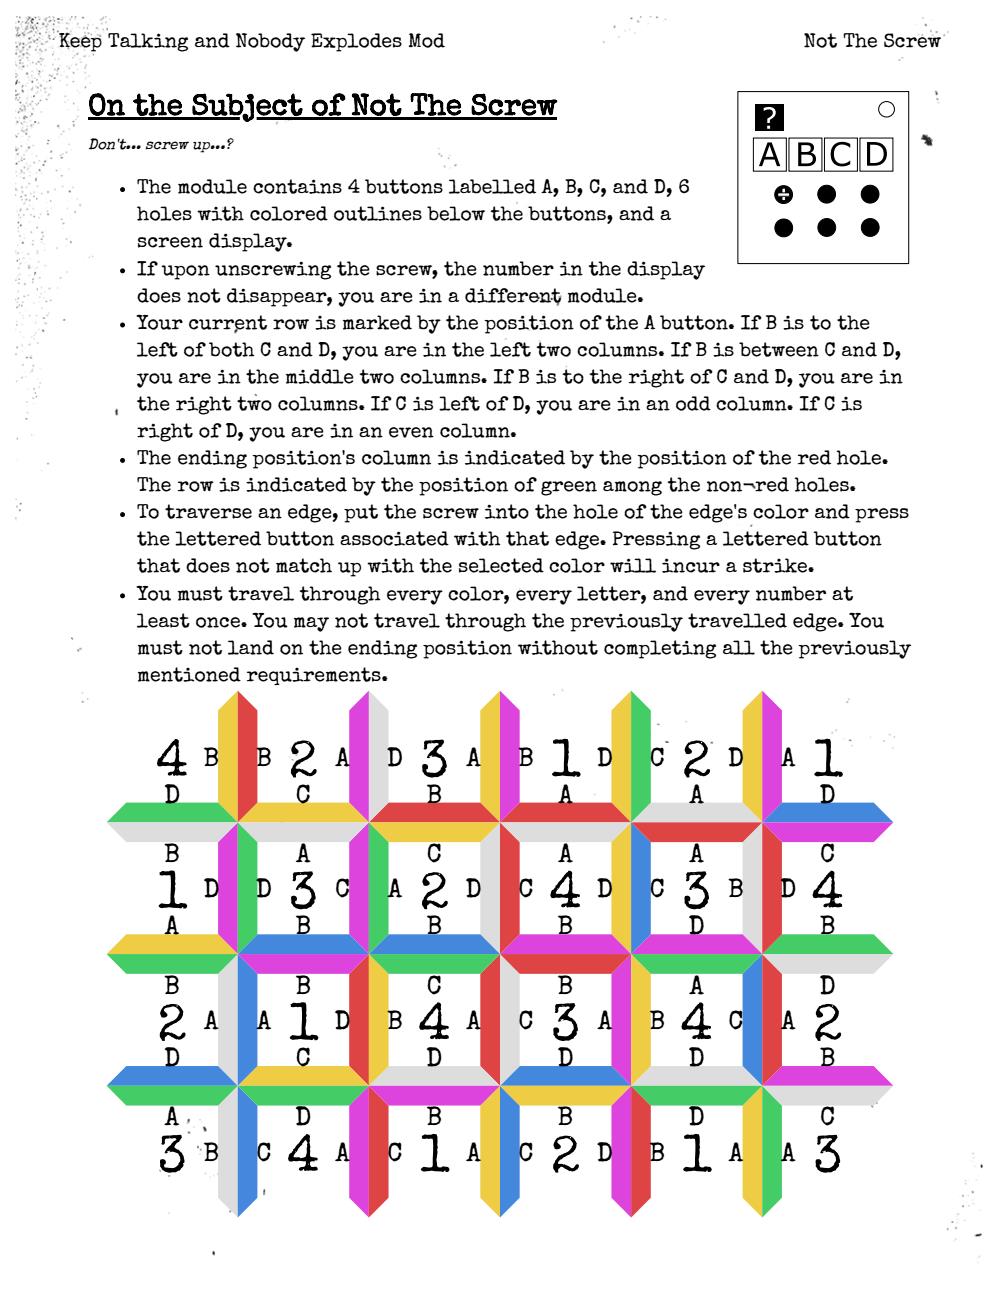 Keep Talking and Nobody Explodes Mod Not The Screw
On the Subject of Not The Screw
Don't... screw up...?
?
A B C D
• The module contains 4 buttons labelled A, B, C, and D, 6
holes with colored outlines below the buttons, and a
screen display.
• If upon unscrewing the screw, the number in the display
does not disappear, you are in a different module.
• Your current row is marked by the position of the A button. If B is to the
left of both C and D, you are in the left two columns. If B is between C and D,
you are in the middle two columns. If B is to the right of C and D, you are in
the right two columns. If C is left of D, you are in an odd column. If C is
right of D, you are in an even column.
• The ending position's column is indicated by the position of the red hole.
The row is indicated by the position of green among the non-red holes.
• To traverse an edge, put the screw into the hole of the edge's color and press
the lettered button associated with that edge. Pressing a lettered button
that does not match up with the selected color will incur a strike.
• You must travel through every color, every letter, and every number at
least once. You may not travel through the previously travelled edge. You
must not land on the ending position without completing all the previously
mentioned requirements.
4 B B 2 A D 3 A B 1 D C 2 D A 1
D C B A A D
B A C A A C
1 D D 3 C A 2 D C 4 D C 3 B D 4
A B B B D B
B B C B A D
2 A A 1 D B 4 A C 3 A B 4 C A 2
D C D D D B
A D B B D C
3 B C 4 A C 1 A C 2 D B 1 A A 3